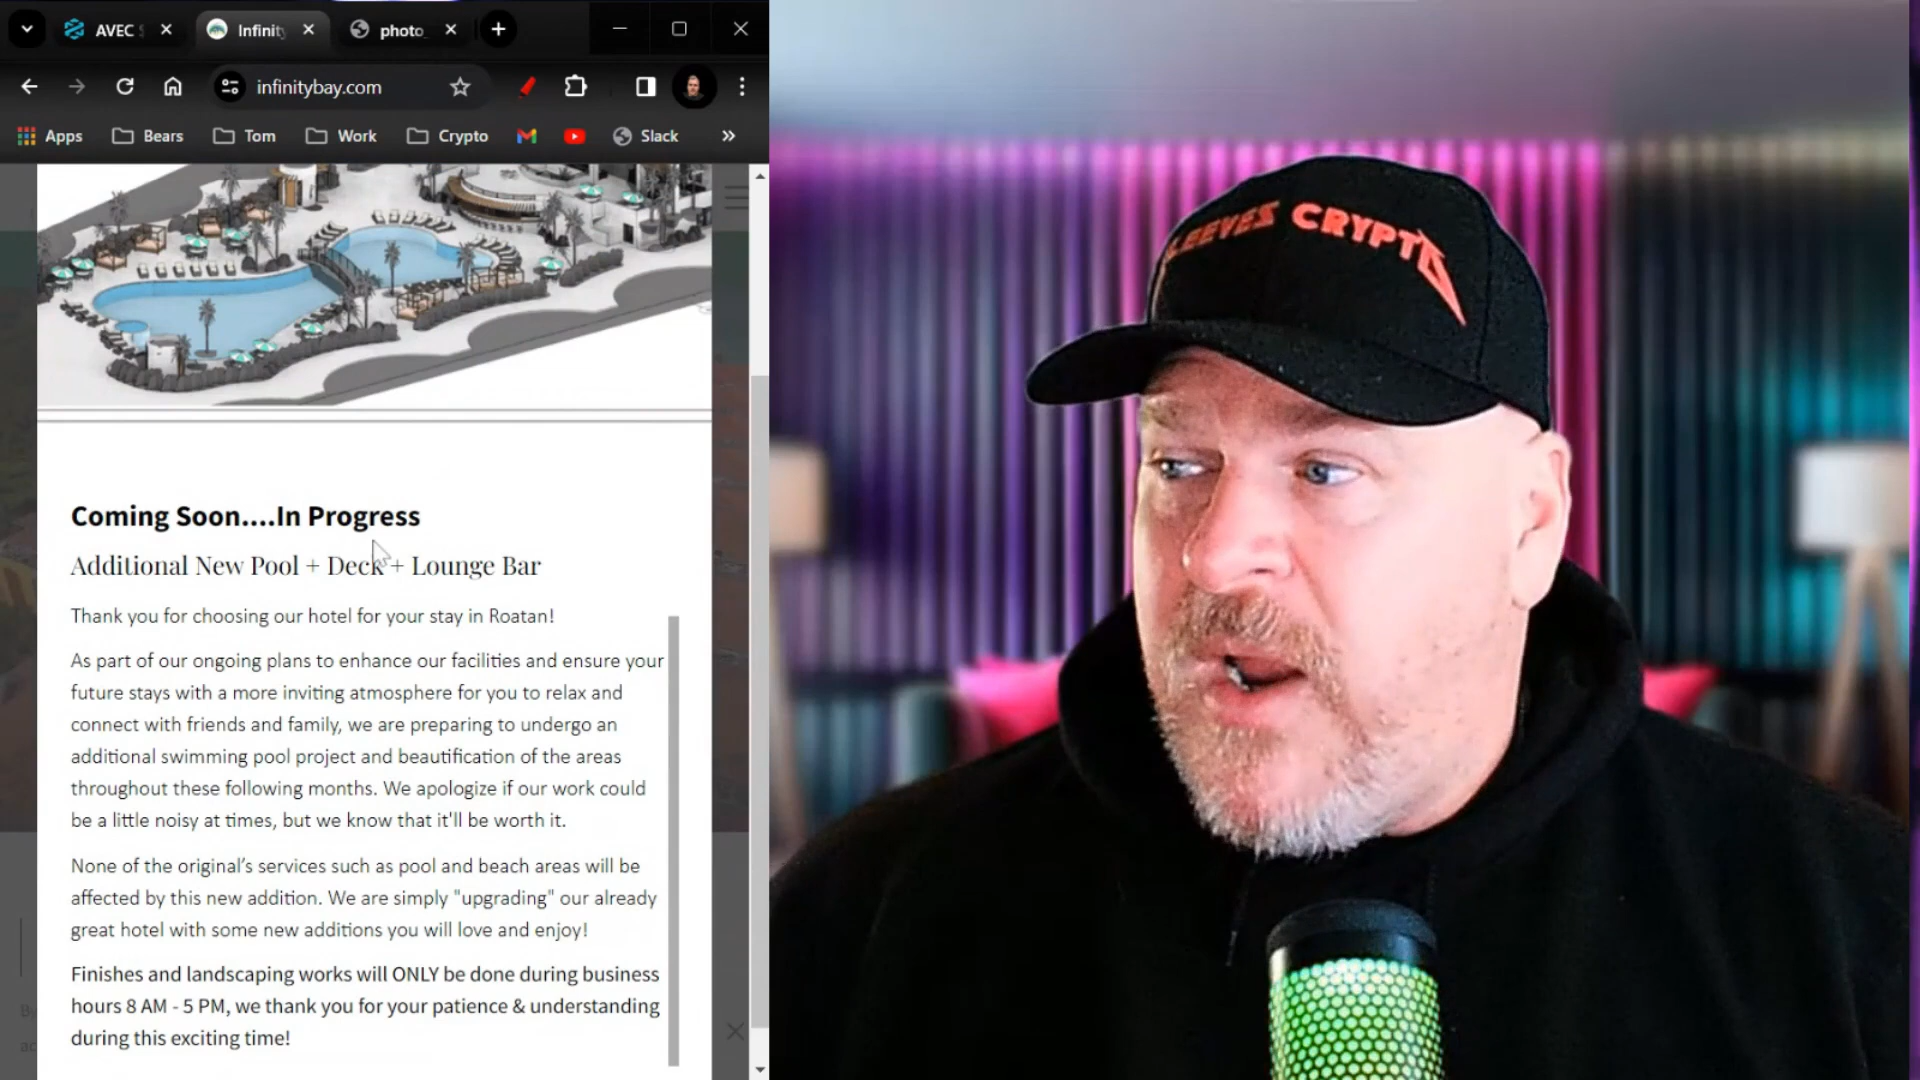 AVEC
Infinity
photo_
infinitybay.com
Apps
Bears
Tom
Work
Crypto
Slack
»
Coming Soon....In Progress
Additional New Pool + Deck + Lounge Bar
Thank you for choosing our hotel for your stay in Roatan!
As part of our ongoing plans to enhance our facilities and ensure your
future stays with a more inviting atmosphere for you to relax and
connect with friends and family, we are preparing to undergo an
additional swimming pool project and beautification of the areas
throughout these following months. We apologize if our work could
be a little noisy at times, but we know that it'll be worth it.
None of the original’s services such as pool and beach areas will be
affected by this new addition. We are simply "upgrading" our already
great hotel with some new additions you will love and enjoy!
Finishes and landscaping works will ONLY be done during business
hours 8 AM - 5 PM, we thank you for your patience & understanding
during this exciting time!
CRYPTO